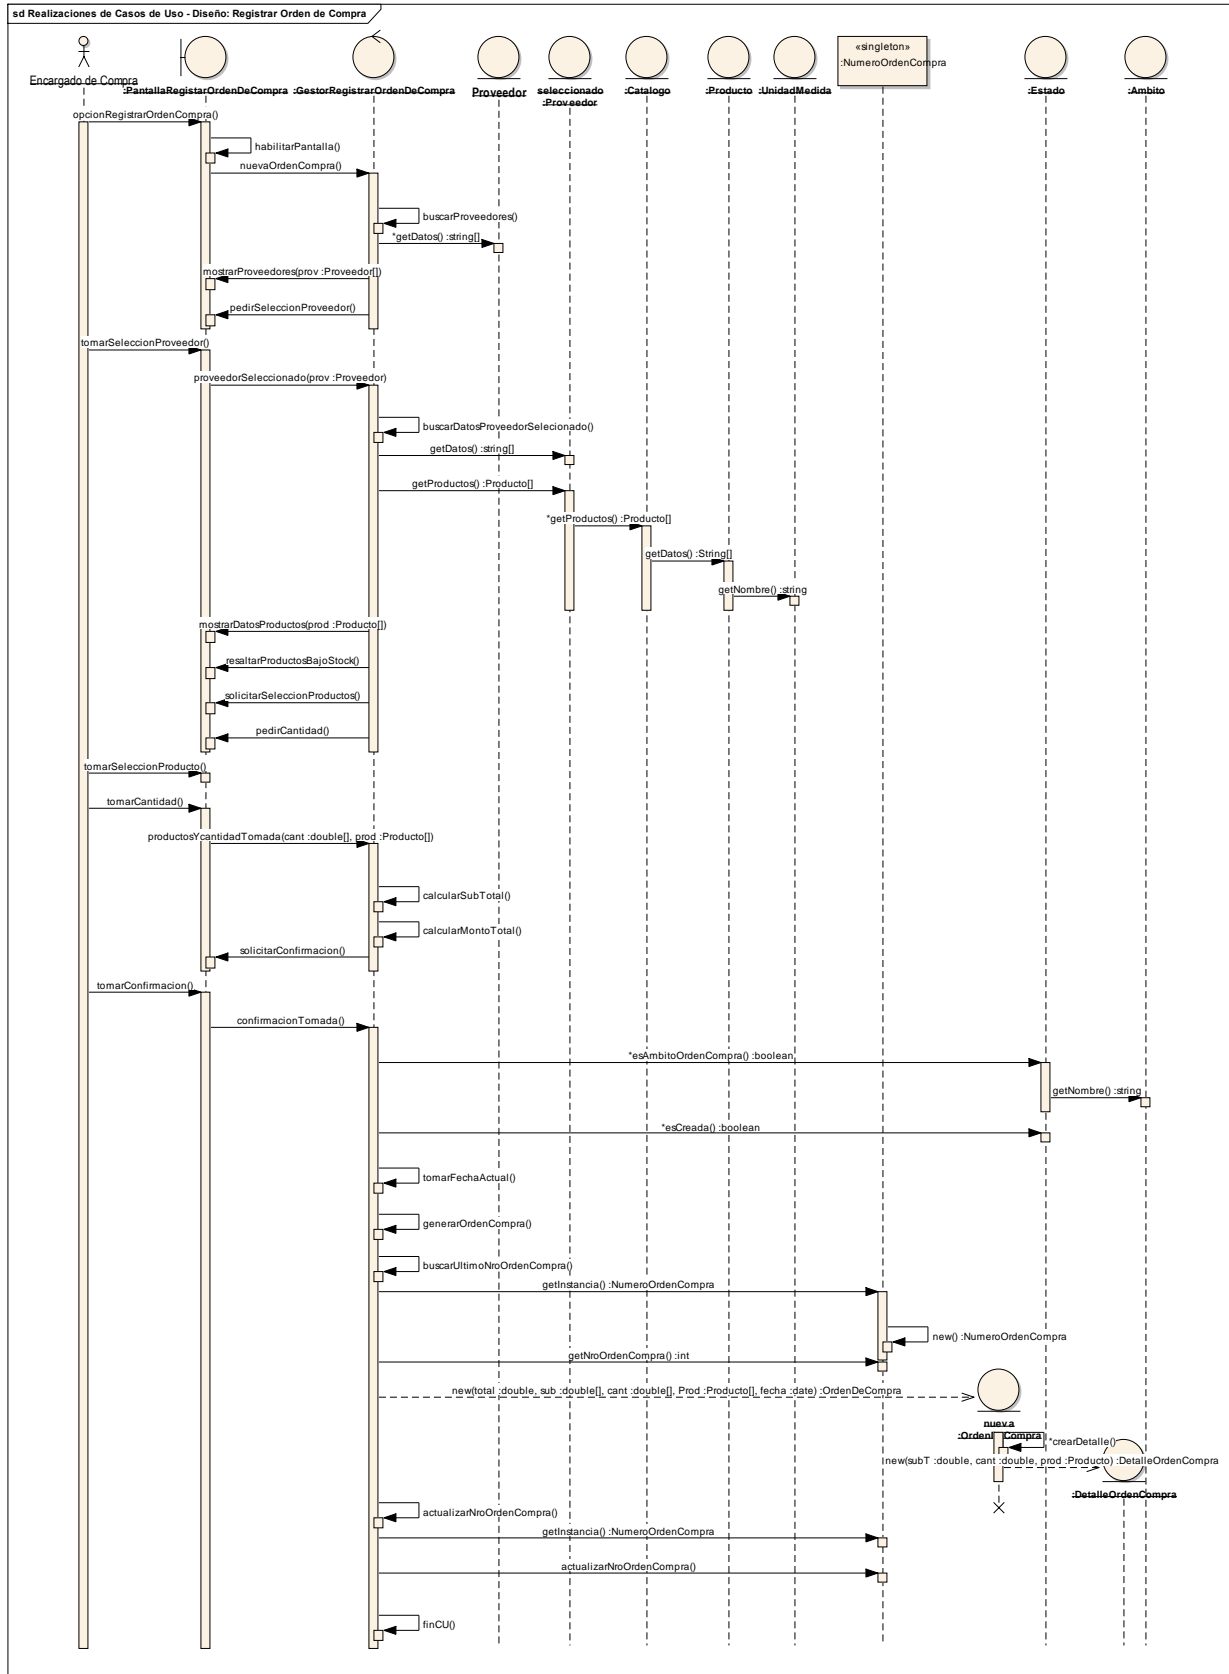 sd Realizaciones de Casos de Uso - Diseño: Registrar Orden de Compra
«singleton»
:NumeroOrdenCompra
Encargado de Compra
:PantallaRegistrarOrdenDeCompra
:GestorRegistrarOrdenDeCompra
Proveedor
seleccionado
:Proveedor
:Catalogo
:Producto
:UnidadMedida
:Estado
:Ambito
opcionRegistrarOrdenCompra()
habilitarPantalla()
nuevaOrdenCompra()
buscarProveedores()
*getDatos() :string[]
mostrarProveedores(prov :Proveedor[])
pedirSeleccionProveedor()
tomarSeleccionProveedor()
proveedorSeleccionado(prov :Proveedor)
buscarDatosProveedorSelecionado()
getDatos() :string[]
getProductos() :Producto[]
*getProductos() :Producto[]
getDatos() :String[]
getNombre() :string
mostrarDatosProductos(prod :Producto[])
resaltarProductosBajoStock()
solicitarSeleccionProductos()
pedirCantidad()
tomarSeleccionProducto()
tomarCantidad()
productosYcantidadTomada(cant :double[], prod :Producto[])
calcularSubTotal()
calcularMontoTotal()
solicitarConfirmacion()
tomarConfirmacion()
confirmacionTomada()
*esAmbitoOrdenCompra() :boolean
getNombre() :string
*esCreada() :boolean
tomarFechaActual()
generarOrdenCompra()
buscarUltimoNroOrdenCompra()
getInstancia() :NumeroOrdenCompra
new() :NumeroOrdenCompra
getNroOrdenCompra() :int
new(total :double, sub :double[], cant :double[], Prod :Producto[], fecha :date) :OrdenDeCompra
nueva
:OrdenDeCompra
*crearDetalle()
new(subT :double, cant :double, prod :Producto) :DetalleOrdenCompra
:DetalleOrdenCompra
actualizarNroOrdenCompra()
getInstancia() :NumeroOrdenCompra
actualizarNroOrdenCompra()
finCU()